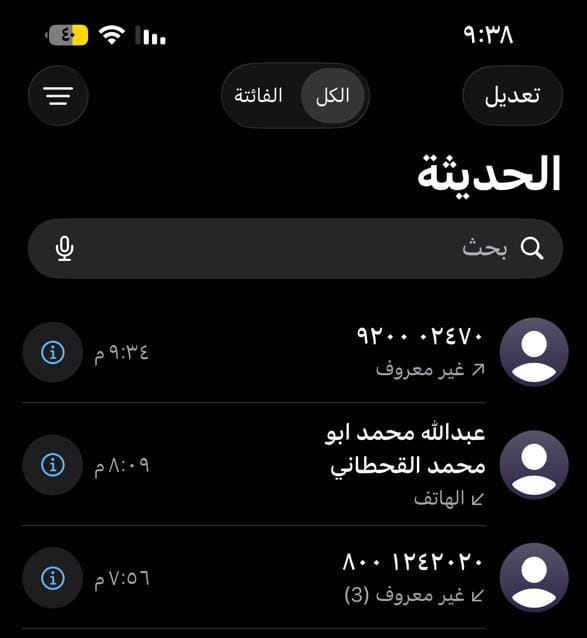 ٩:٣٨
٤٠
تعديل
الكل
الفائتة
الحديثة
بحث
٩٢٠٠ ٠٢٤٧٠
غير معروف
٩:٣٤ م
عبدالله محمد ابو
محمد القحطاني
الهاتف
٨:٠٩ م
٨٠٠ ١٢٤٢٠٢٠
غير معروف (3)
٧:٥٦ م